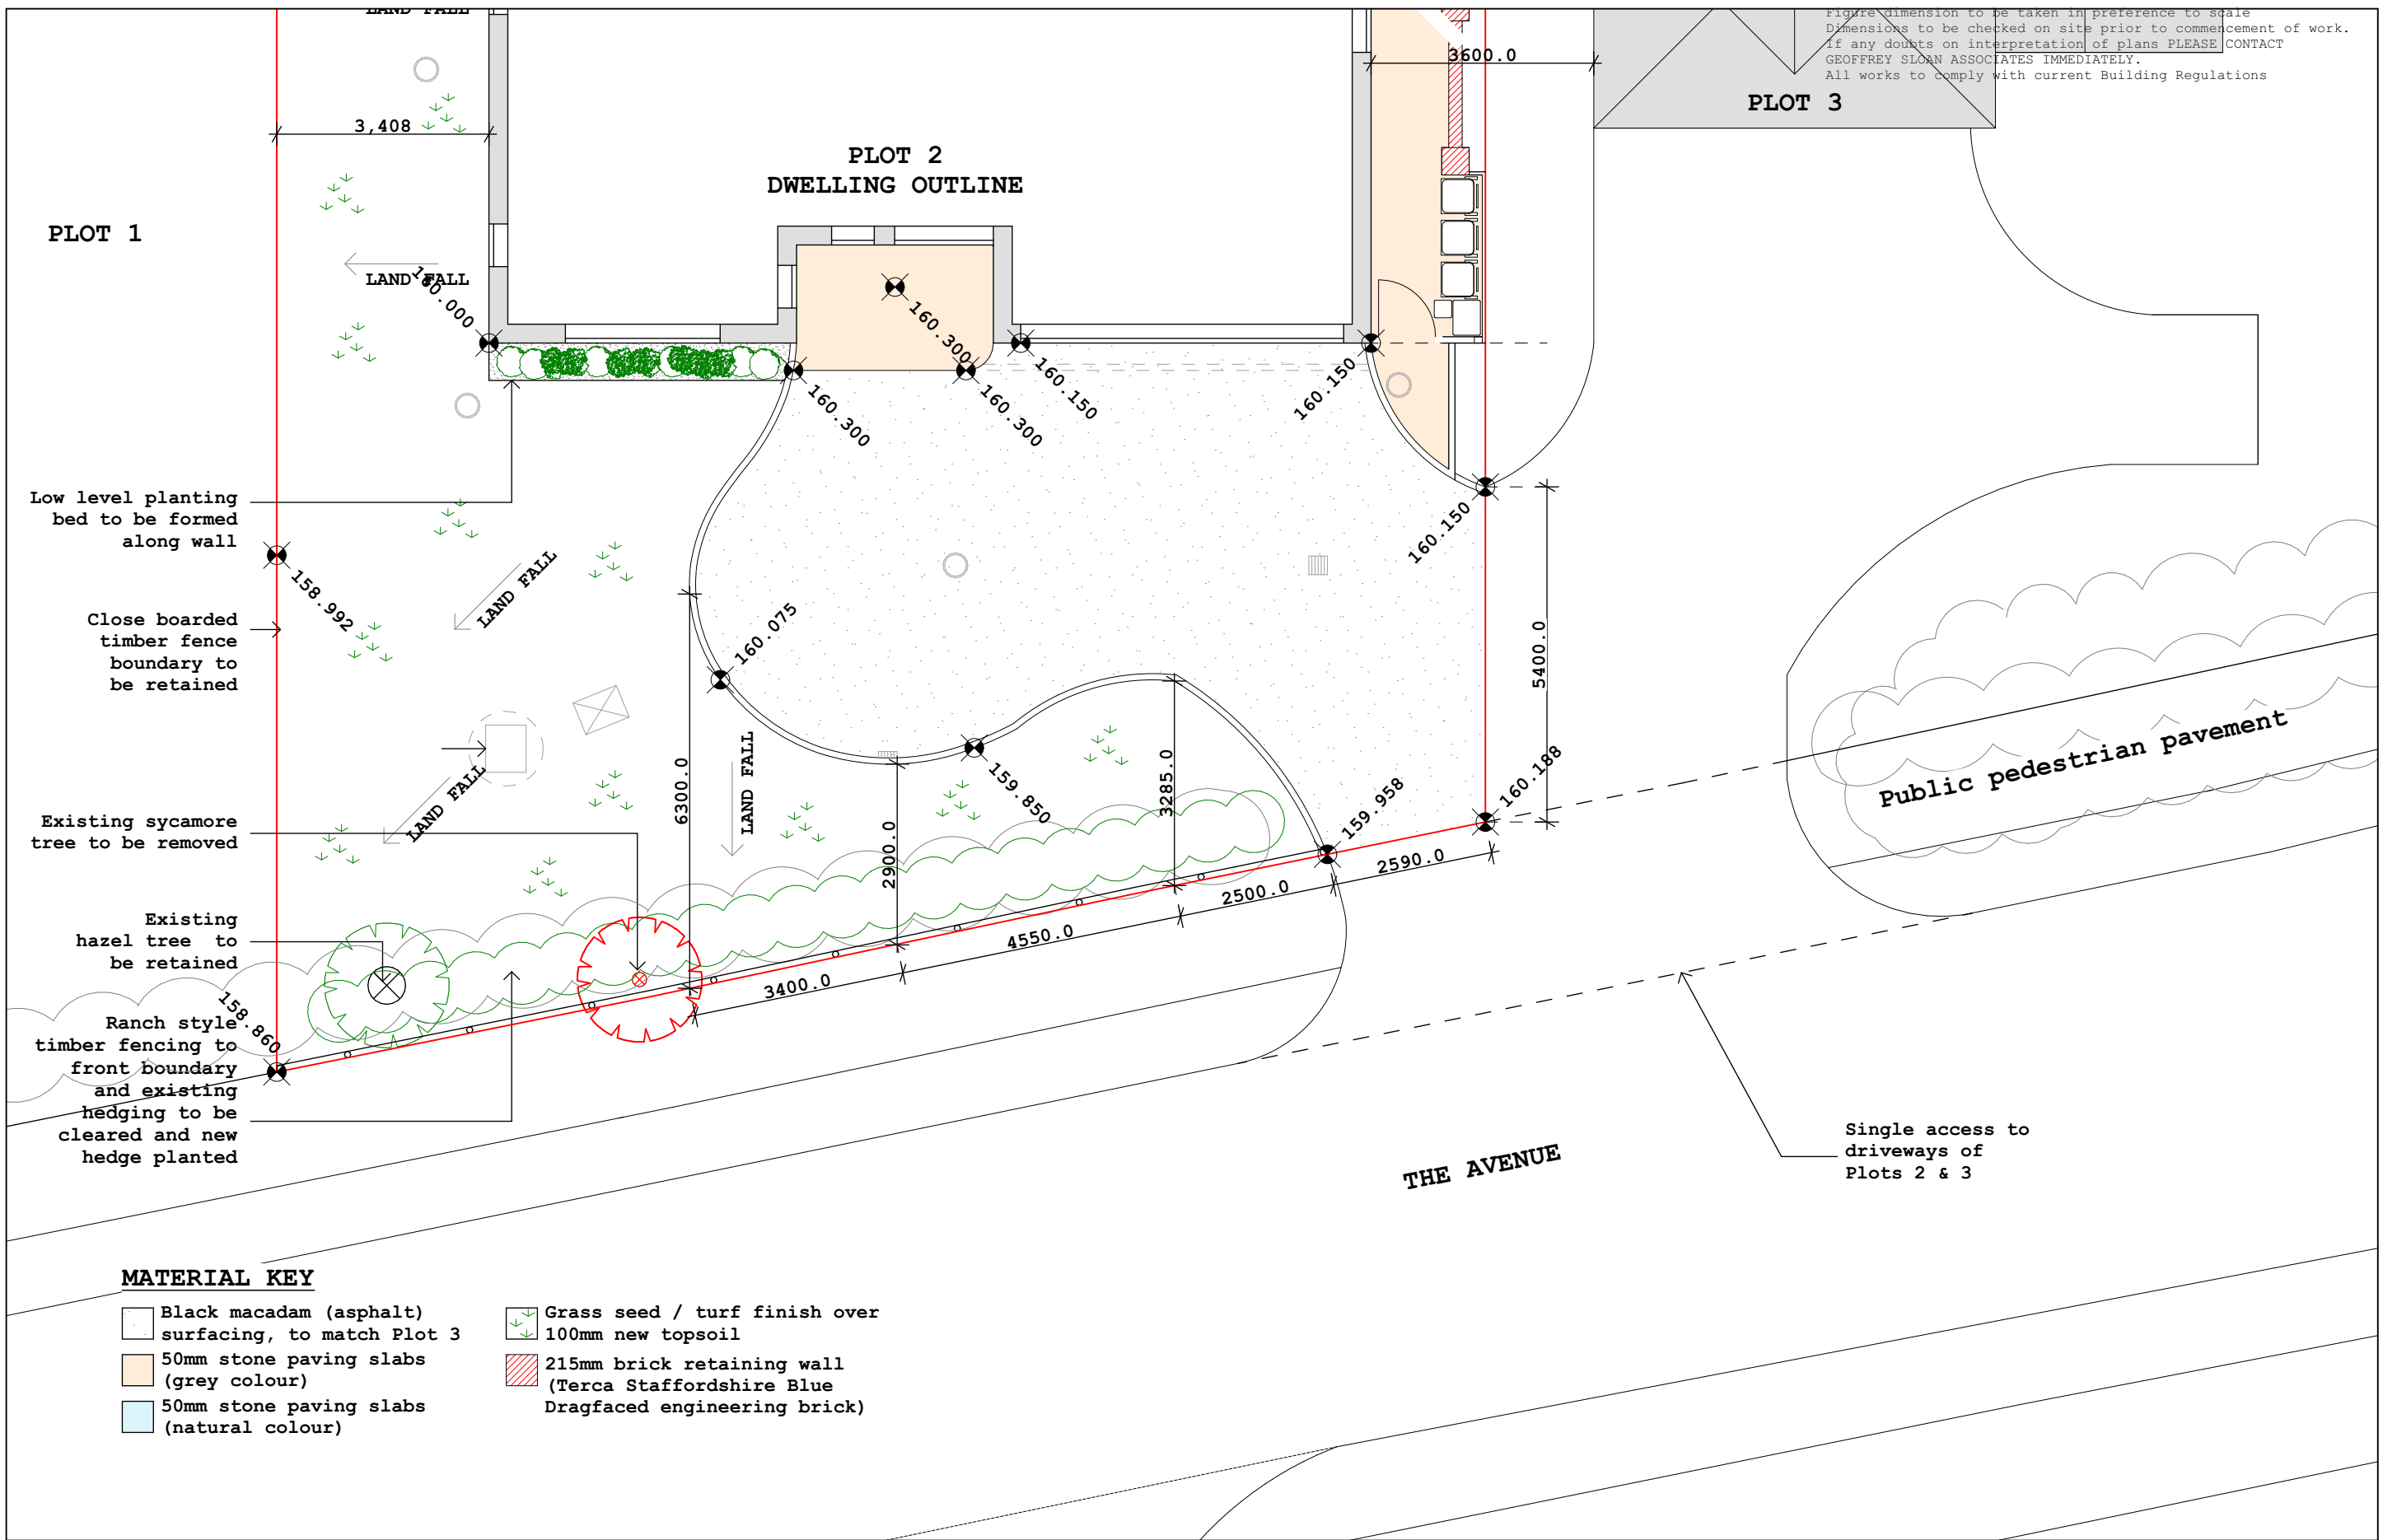 LAND FALL
Figure dimension to be taken in preference to scale
Dimensions to be checked on site prior to commencement of work.
If any doubts on interpretation of plans PLEASE CONTACT
GEOFFREY SLOAN ASSOCIATES IMMEDIATELY.
All works to comply with current Building Regulations
3600.0
PLOT 3
3,408
PLOT 2
DWELLING OUTLINE
PLOT 1
LAND FALL
160.000
160.300
160.300
160.300
160.150
160.150
160.150
Low level planting
bed to be formed
along wall
158.992
LAND FALL
Close boarded
timber fence
boundary to
be retained
160.075
5400.0
Public pedestrian pavement
6300.0
LAND FALL
2900.0
159.850
3285.0
159.958
160.188
LAND FALL
Existing sycamore
tree to be removed
2590.0
2500.0
4550.0
3400.0
Existing
hazel tree to
be retained
158.860
Ranch style
timber fencing to
front boundary
and existing
hedging to be
cleared and new
hedge planted
THE AVENUE
Single access to
driveways of
Plots 2 & 3
MATERIAL KEY
Black macadam (asphalt)
surfacing, to match Plot 3
50mm stone paving slabs
(grey colour)
50mm stone paving slabs
(natural colour)
Grass seed / turf finish over
100mm new topsoil
215mm brick retaining wall
(Terca Staffordshire Blue
Dragfaced engineering brick)